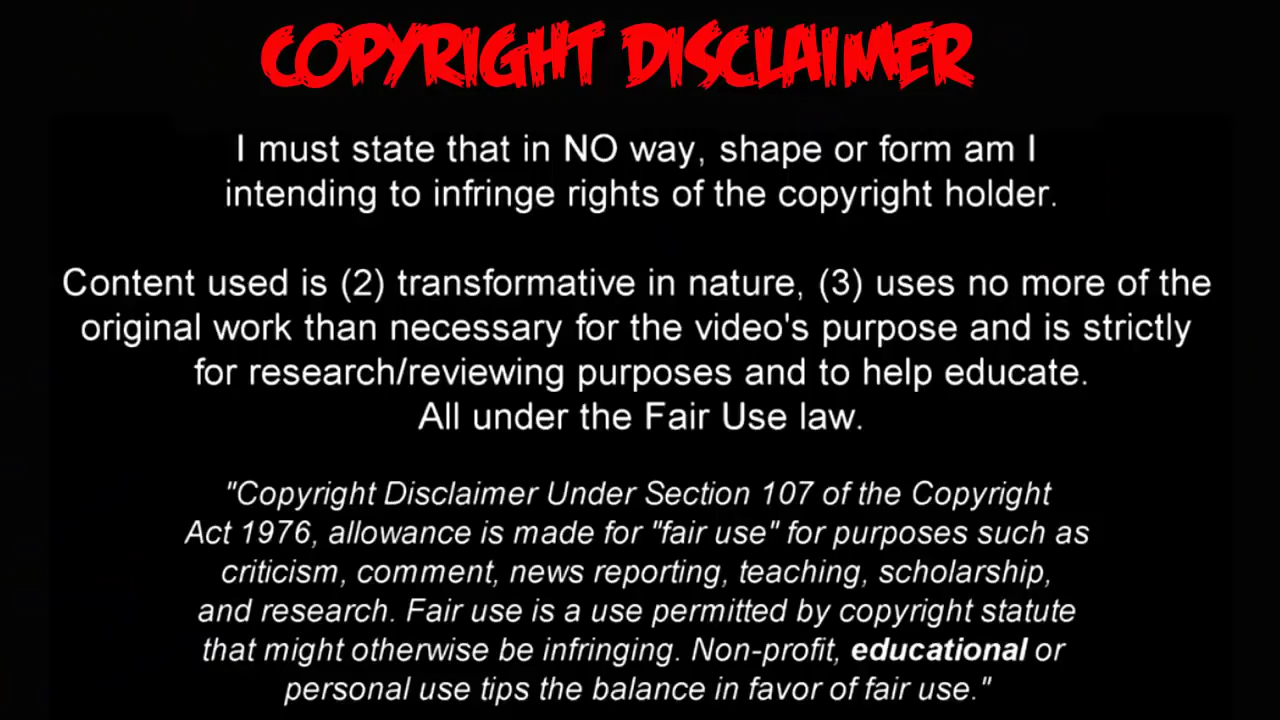 COPYRIGHT DISCLAIMER
I must state that in NO way, shape or form am I
intending to infringe rights of the copyright holder.
Content used is (2) transformative in nature, (3) uses no more of the
original work than necessary for the video's purpose and is strictly
for research/reviewing purposes and to help educate.
All under the Fair Use law.
"Copyright Disclaimer Under Section 107 of the Copyright
Act 1976, allowance is made for "fair use" for purposes such as
criticism, comment, news reporting, teaching, scholarship,
and research. Fair use is a use permitted by copyright statute
that might otherwise be infringing. Non-profit, educational or
personal use tips the balance in favor of fair use."